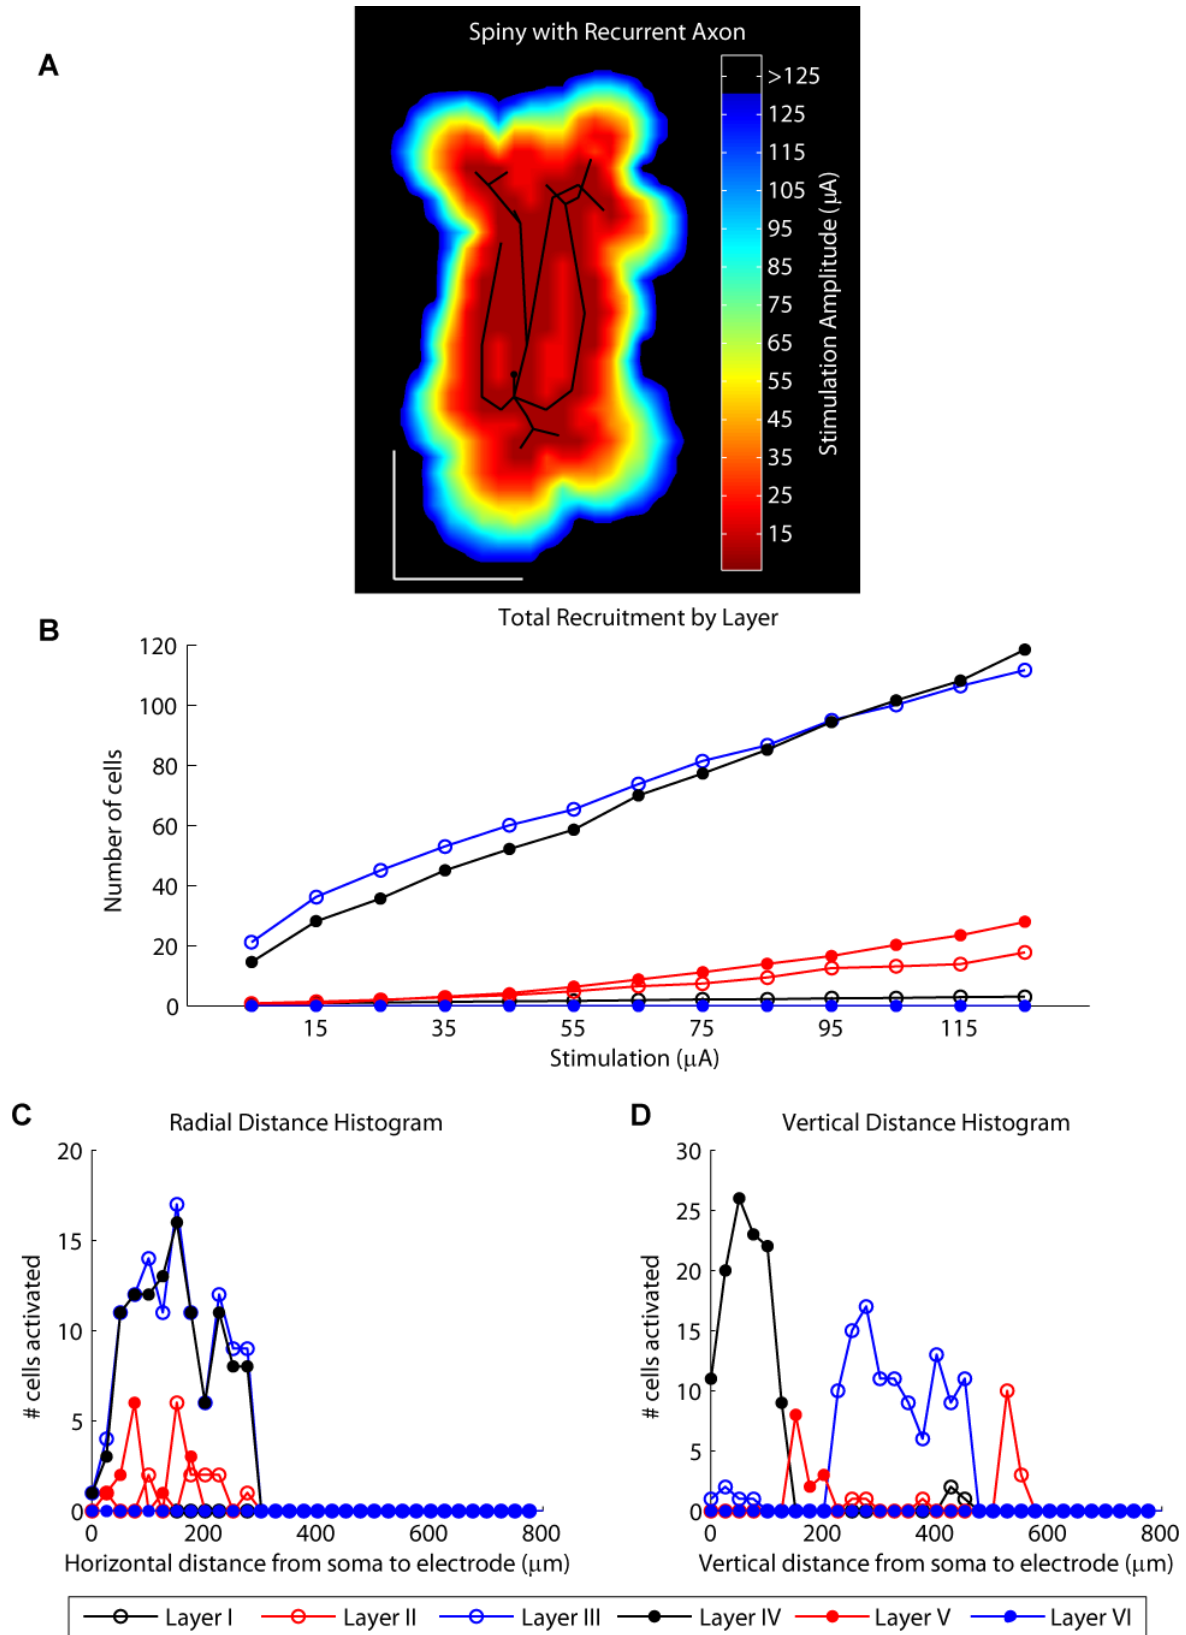 A
Spiny with Recurrent Axon
>125
125
115
105
95
85
75
65
55
45
35
25
15
Stimulation Amplitude (µA)
B
Total Recruitment by Layer
120
100
80
60
40
20
0
Number of cells
15 35 55 75 95 115
Stimulation (µA)
C
Radial Distance Histogram
20
15
10
5
0
# cells activated
0 200 400 600 800
Horizontal distance from soma to electrode (µm)
D
Vertical Distance Histogram
30
25
20
15
10
5
0
# cells activated
0 200 400 600 800
Vertical distance from soma to electrode (µm)
Layer I Layer II Layer III Layer IV Layer V Layer VI